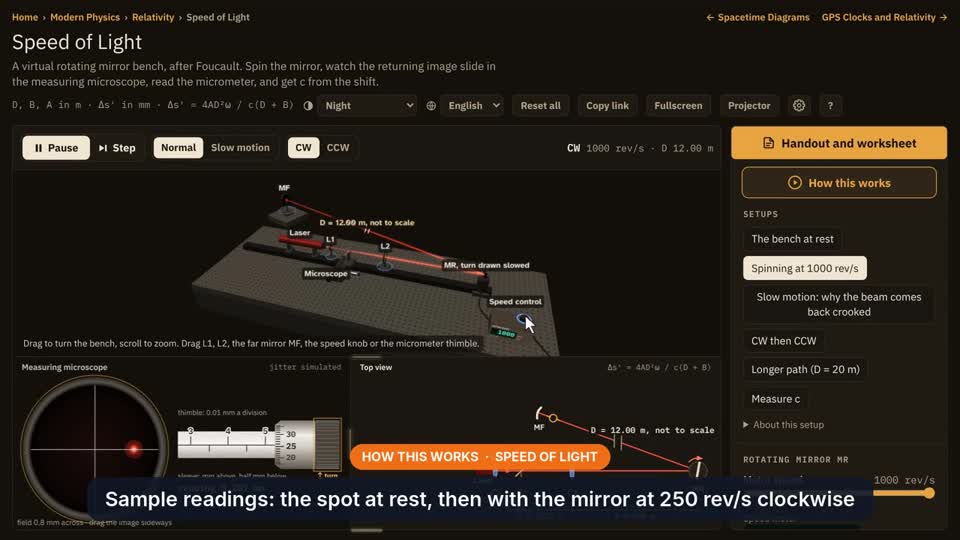 Home › Modern Physics › Relativity › Speed of Light
← Spacetime Diagrams GPS Clocks and Relativity →
Speed of Light
A virtual rotating mirror bench, after Foucault. Spin the mirror, watch the returning image slide in
the measuring microscope, read the micrometer, and get c from the shift.
D, B, A in m · Δs' in mm · Δs' = 4AD²ω / c(D + B)
Night
English
Reset all
Copy link
Fullscreen
Projector
?
Pause
Step
Normal
Slow motion
CW
CCW
CW 1000 rev/s · D 12.00 m
MF
D = 12.00 m, not to scale
Laser
L1
L2
Microscope
MR, turn drawn slowed
Speed control
1000
Drag to turn the bench, scroll to zoom. Drag L1, L2, the far mirror MF, the speed knob or the micrometer thimble.
Measuring microscope
jitter simulated
thimble: 0.01 mm a division
30
25
20
turn
field 0.8 mm across · drag the image sideways
Top view
Δs' = 4AD²ω / c(D + B)
MF
D = 12.00 m, not to scale
HOW THIS WORKS · SPEED OF LIGHT
Sample readings: the spot at rest, then with the mirror at 250 rev/s clockwise
Handout and worksheet
How this works
SETUPS
The bench at rest
Spinning at 1000 rev/s
Slow motion: why the beam comes
back crooked
CW then CCW
Longer path (D = 20 m)
Measure c
About this setup
ROTATING MIRROR MR
1000 rev/s